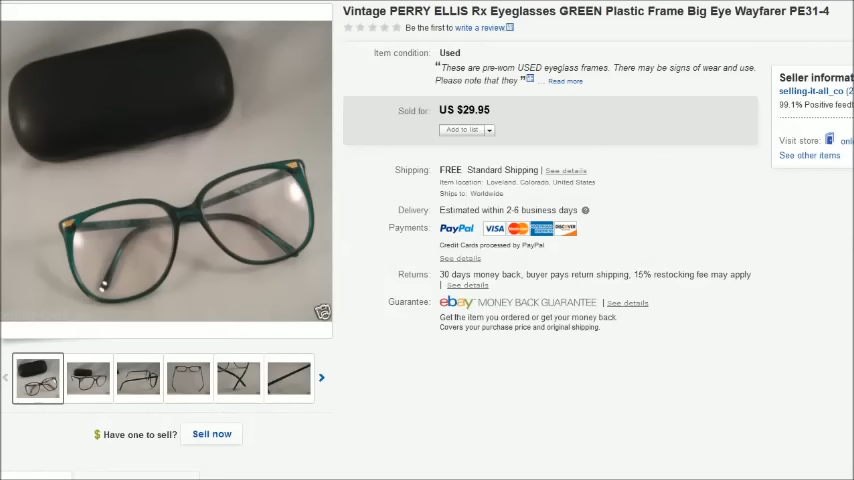 Vintage PERRY ELLIS Rx Eyeglasses GREEN Plastic Frame Big Eye Wayfarer PE31-4
Be the first to write a review
Item condition: Used
"These are pre-worn USED eyeglass frames. There may be signs of wear and use.
Please note that they " ... Read more
Sold for: US $29.95
Add to list
Shipping: FREE Standard Shipping | See details
Item location: Loveland, Colorado, United States
Ships to: Worldwide
Delivery: Estimated within 2-6 business days
Payments: PayPal VISA MasterCard AMERICAN EXPRESS DISCOVER
Credit Cards processed by PayPal
See details
Returns: 30 days money back, buyer pays return shipping, 15% restocking fee may apply
| See details
Guarantee: ebay MONEY BACK GUARANTEE | See details
Get the item you ordered or get your money back.
Covers your purchase price and original shipping.
Seller informat
selling-it-all_co (2
99.1% Positive feedb
Visit store: onli
See other items
$ Have one to sell? Sell now